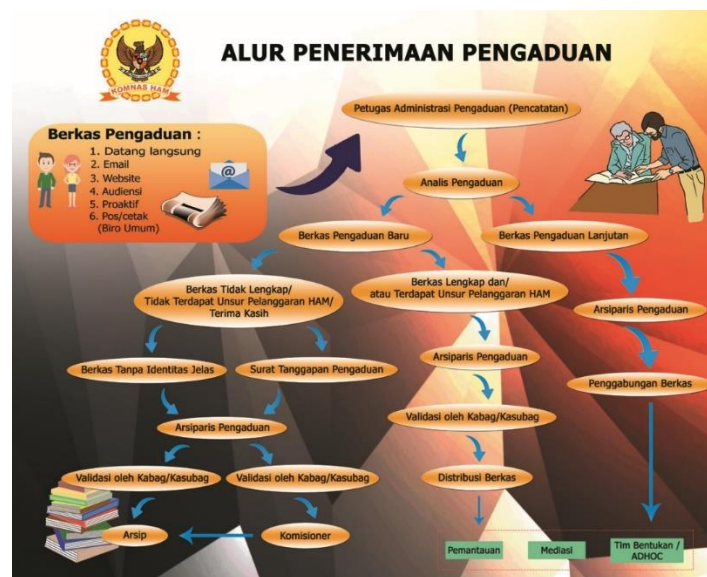 KOMNAS HAM
ALUR PENERIMAAN PENGADUAN
Berkas Pengaduan :
1. Datang langsung
2. Email
3. Website
4. Audiensi
5. Proaktif
6. Pos/cetak
(Biro Umum)
@
Petugas Administrasi Pengaduan (Pencatatan)
Analis Pengaduan
Berkas Pengaduan Baru
Berkas Pengaduan Lanjutan
Berkas Tidak Lengkap/
Tidak Terdapat Unsur Pelanggaran HAM/
Terima Kasih
Berkas Lengkap dan/
atau Terdapat Unsur Pelanggaran HAM
Arsiparis Pengaduan
Berkas Tanpa Identitas Jelas
Surat Tanggapan Pengaduan
Arsiparis Pengaduan
Penggabungan Berkas
Arsiparis Pengaduan
Validasi oleh Kabag/Kasubag
Validasi oleh Kabag/Kasubag
Validasi oleh Kabag/Kasubag
Distribusi Berkas
Arsip
Komisioner
Pemantauan
Mediasi
Tim Bentukan /
ADHOC